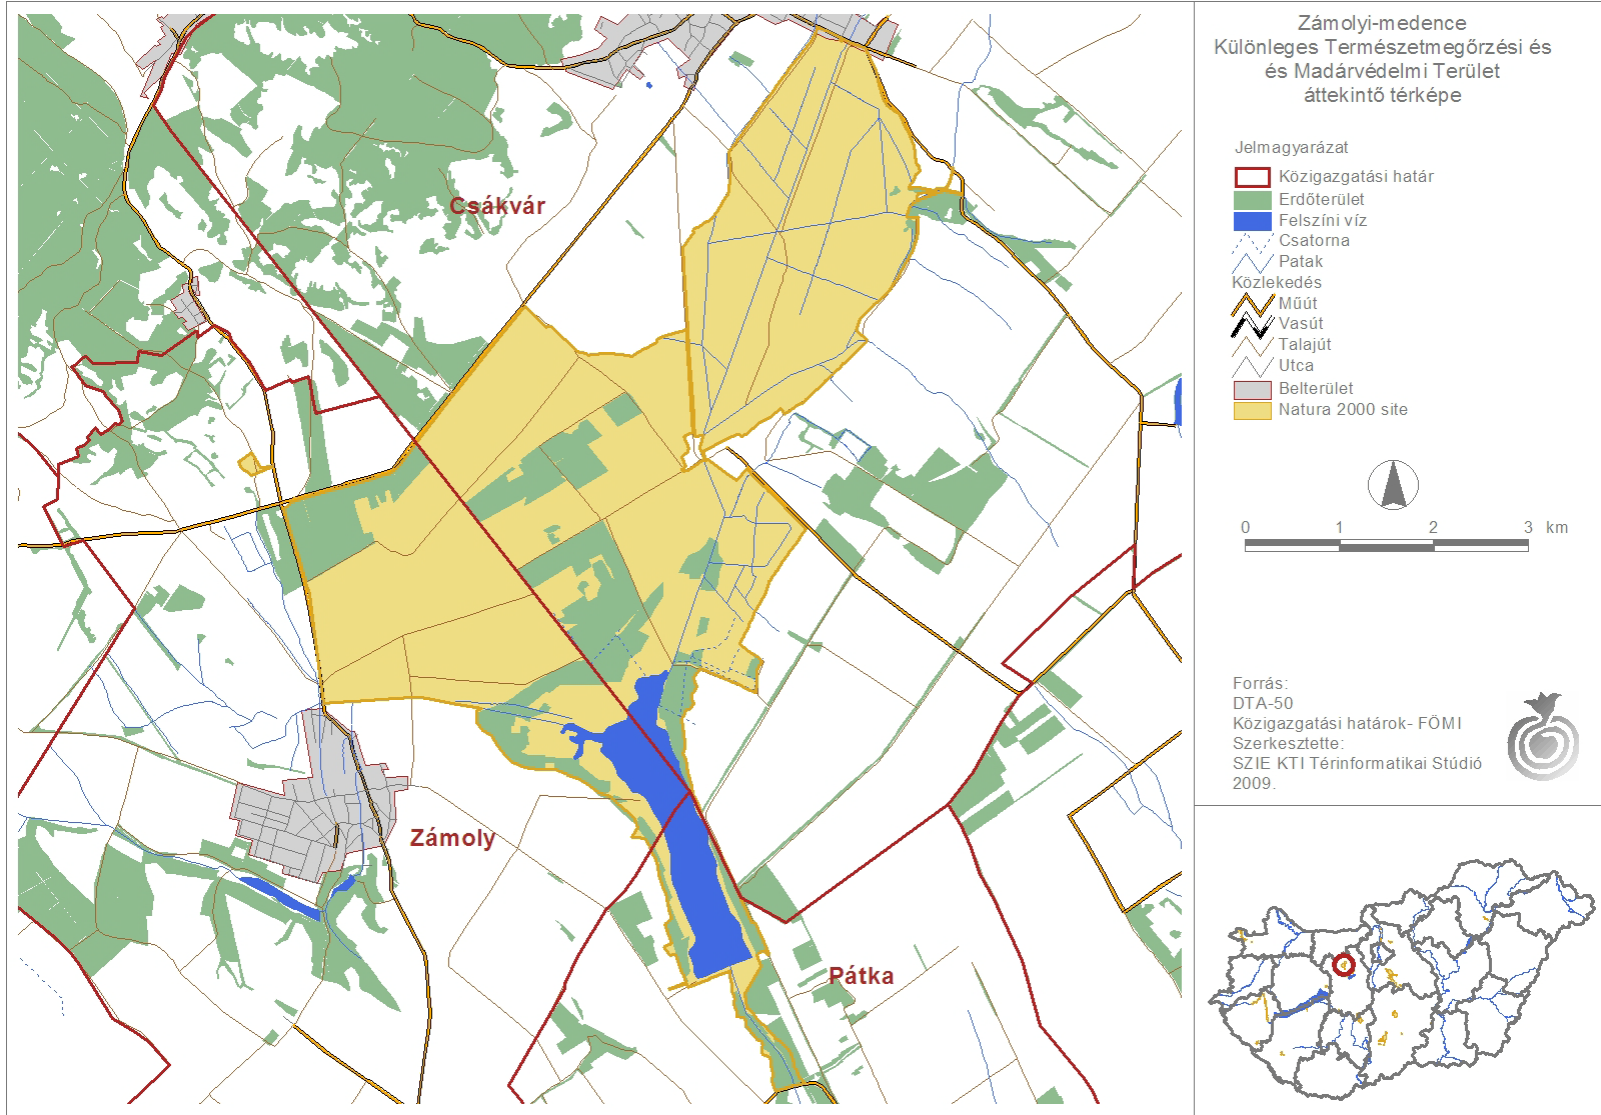 Zámolyi-medence
Különleges Természetmegőrzési és
és Madárvédelmi Terület
áttekintő térképe
Jelmagyarázat
Közigazgatási határ
Erdőterület
Felszíni víz
Csatorna
Patak
Közlekedés
Műút
Vasút
Talajút
Utca
Belterület
Natura 2000 site
0 1 2 3 km
Forrás:
DTA-50
Közigazgatási határok- FÖMI
Szerkesztette:
SZIE KTI Térinformatikai Stúdió
2009.
Csákvár
Zámoly
Pátka